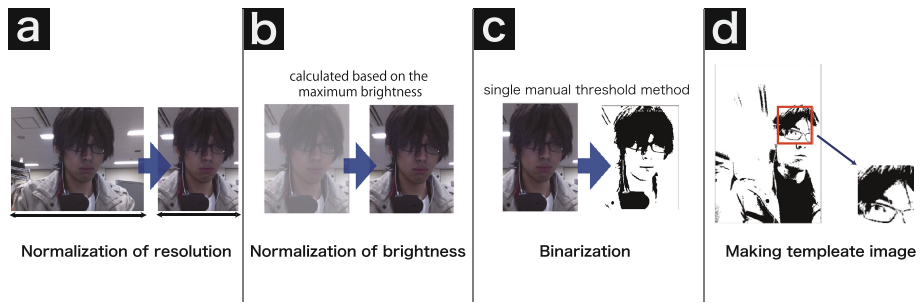 a
Normalization of resolution
b
calculated based on the
maximum brightness
Normalization of brightness
c
single manual threshold method
Binarization
d
Making templeate image